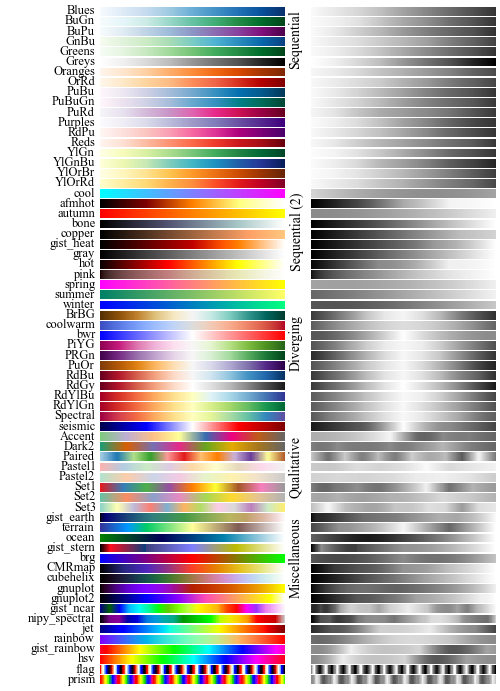 Blues
BuGn
BuPu
GnBu
Greens
Greys
Oranges
OrRd
PuBu
PuBuGn
PuRd
Purples
RdPu
Reds
YlGn
YlGnBu
YlOrBr
YlOrRd
Sequential
cool
afmhot
autumn
bone
copper
gist_heat
gray
hot
pink
spring
summer
winter
Sequential (2)
BrBG
coolwarm
bwr
PiYG
PRGn
PuOr
RdBu
RdGy
RdYlBu
RdYlGn
Spectral
seismic
Diverging
Accent
Dark2
Paired
Pastel1
Pastel2
Set1
Set2
Set3
Qualitative
gist_earth
terrain
ocean
gist_stern
brg
CMRmap
cubehelix
gnuplot
gnuplot2
gist_ncar
nipy_spectral
jet
rainbow
gist_rainbow
hsv
flag
prism
Miscellaneous